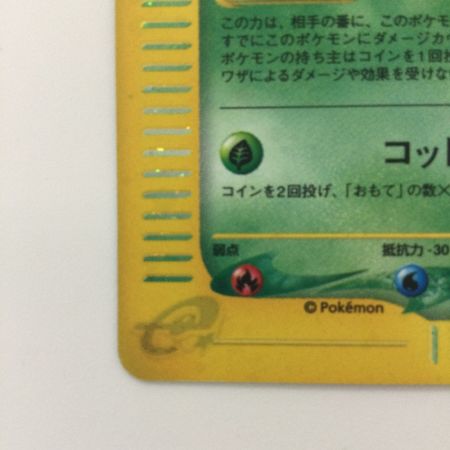 この力は、相手の番に、このポケモ
すでにこのポケモンにダメージカウ
ポケモンの持ち主はコインを1回投
ワザによるダメージや効果を受けな
コット
コインを2回投げ、「おもて」の数×
弱点
抵抗力 -30
© Pokémon
e